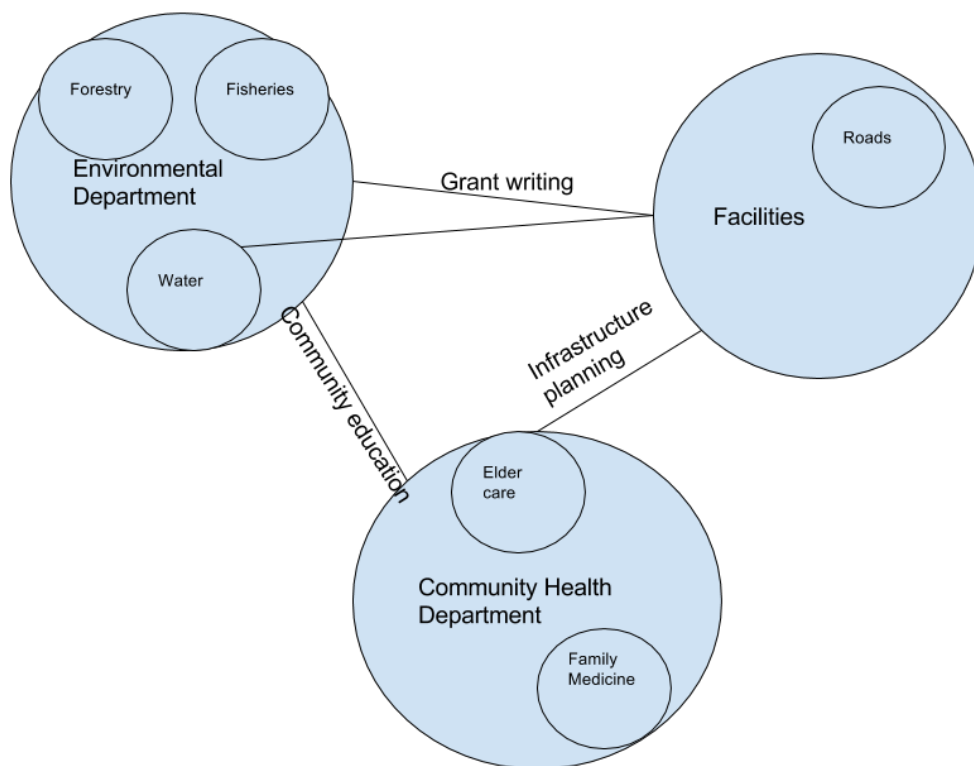 Forestry
Fisheries
Environmental
Department
Water
Grant writing
Roads
Facilities
Community education
Infrastructure
planning
Elder
care
Community Health
Department
Family
Medicine